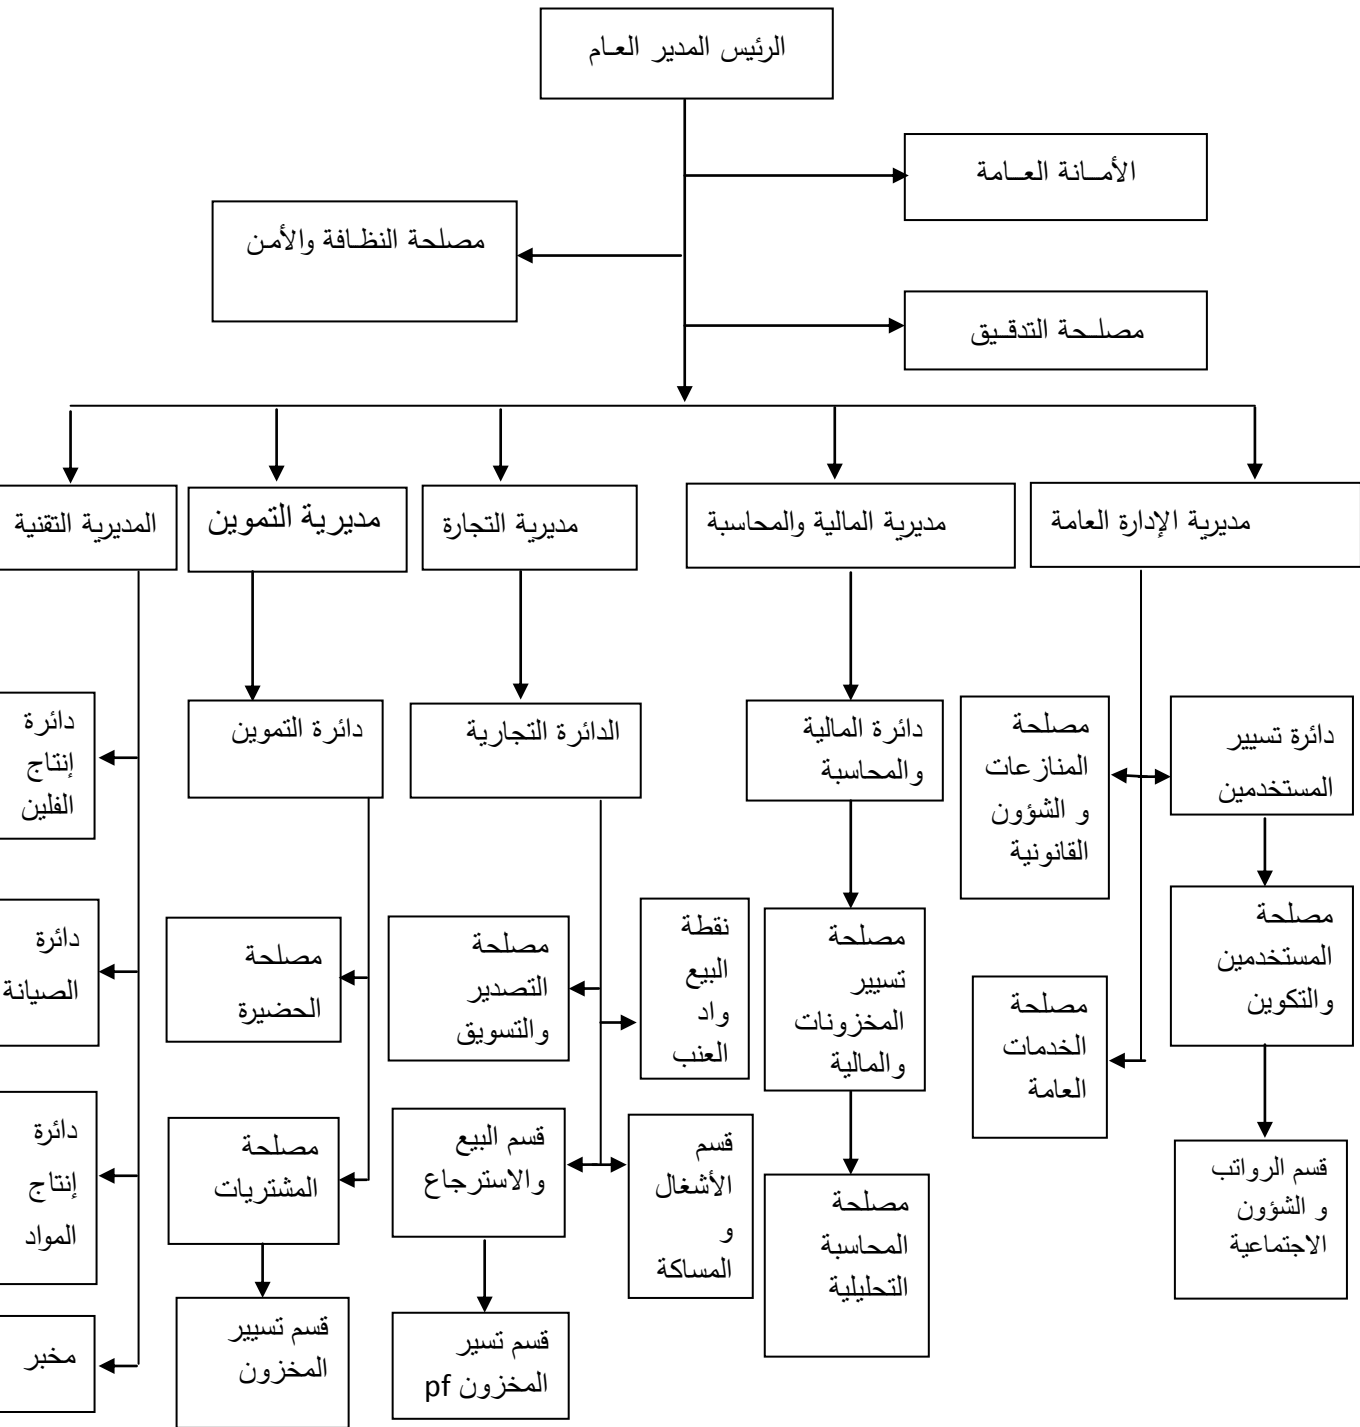 الرئيس المدير العـام
الأمــانة العــامة
مصلحة النظـافة والأمـن
مصلــحة التدقــيق
مديرية الإدارة العامة
مديرية المالية والمحاسبة
مديرية التجارة
مديرية التموين
المديرية التقنية
دائرة تسيير
المستخدمين
مصلحة
المنازعات
و الشؤون
القانونية
دائرة المالية
والمحاسبة
الدائرة التجارية
دائرة التموين
دائرة
إنتاج
الفلين
مصلحة
المستخدمين
والتكوين
مصلحة
الخدمات
العامة
مصلحة
تسيير
المخزونات
والمالية
نقطة
البيع
واد
العنب
مصلحة
التصدير
والتسويق
مصلحة
الحضيرة
دائرة
الصيانة
قسم الرواتب
و الشؤون
الاجتماعية
مصلحة
المحاسبة
التحليلية
قسم
الأشغال
و
المساكة
قسم البيع
والاسترجاع
مصلحة
المشتريات
دائرة
إنتاج
المواد
قسم تسير
المخزون pf
قسم تسيير
المخزون
مخبر